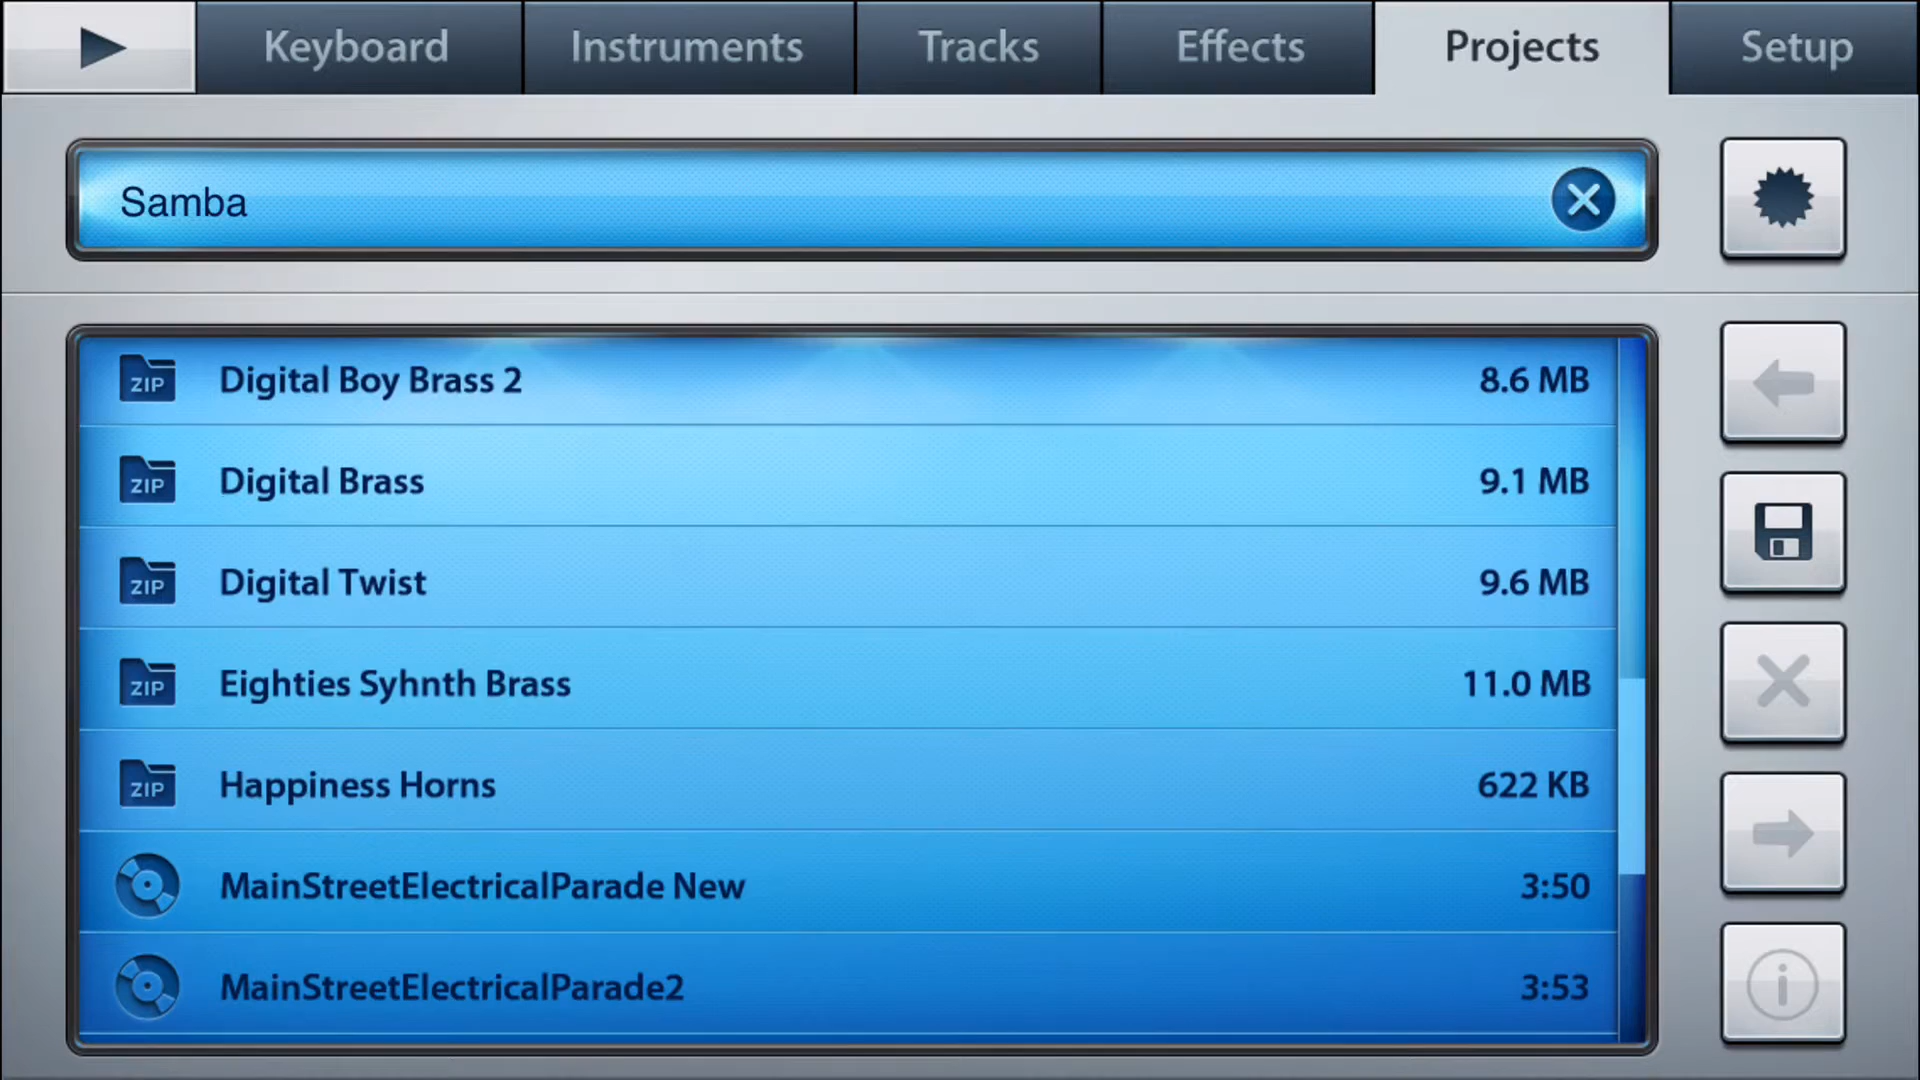 Keyboard Instruments Tracks Effects Projects Setup
Samba
ZIP Digital Boy Brass 2 8.6 MB
ZIP Digital Brass 9.1 MB
ZIP Digital Twist 9.6 MB
ZIP Eighties Syhnth Brass 11.0 MB
ZIP Happiness Horns 622 KB
MainStreetElectricalParade New 3:50
MainStreetElectricalParade2 3:53